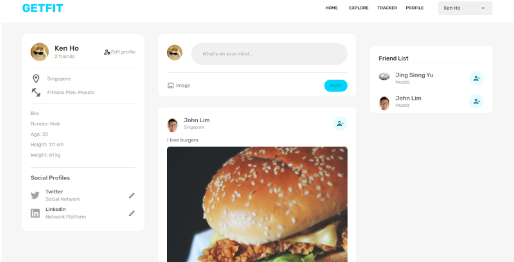 GETFIT
HOME EXPLORE TRACKER PROFILE Ken Ho
Ken Ho
2 friends
Edit profile
Singapore
Fitness Plan: Muscle
Bio
Gender: Male
Age: 22
Height: 171 cm
Weight: 61 kg
Social Profiles
Twitter
Social Network
Linkedin
Network Platform
What's on your mind...
Image
John Lim
Singapore
I love burgers
Friend List
Jing Siong Yu
Muscle
John Lim
Muscle